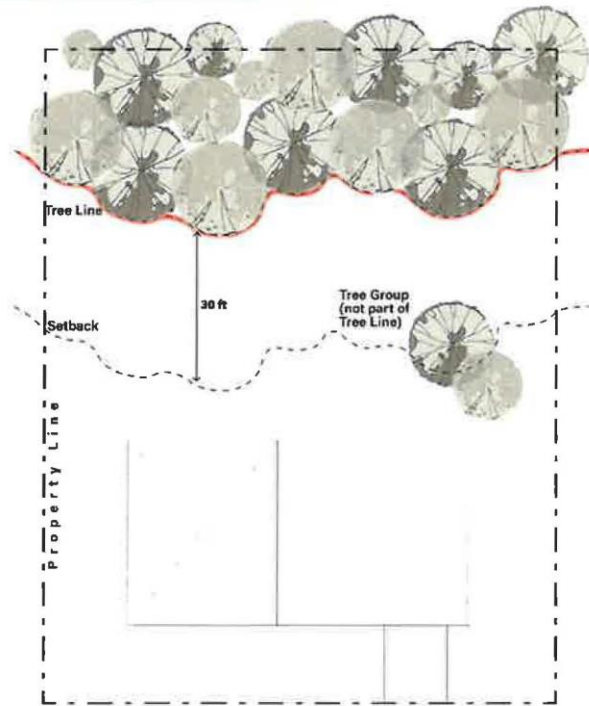 Tree Line
30 ft
Tree Group
(not part of
Tree Line)
Setback
Property Line